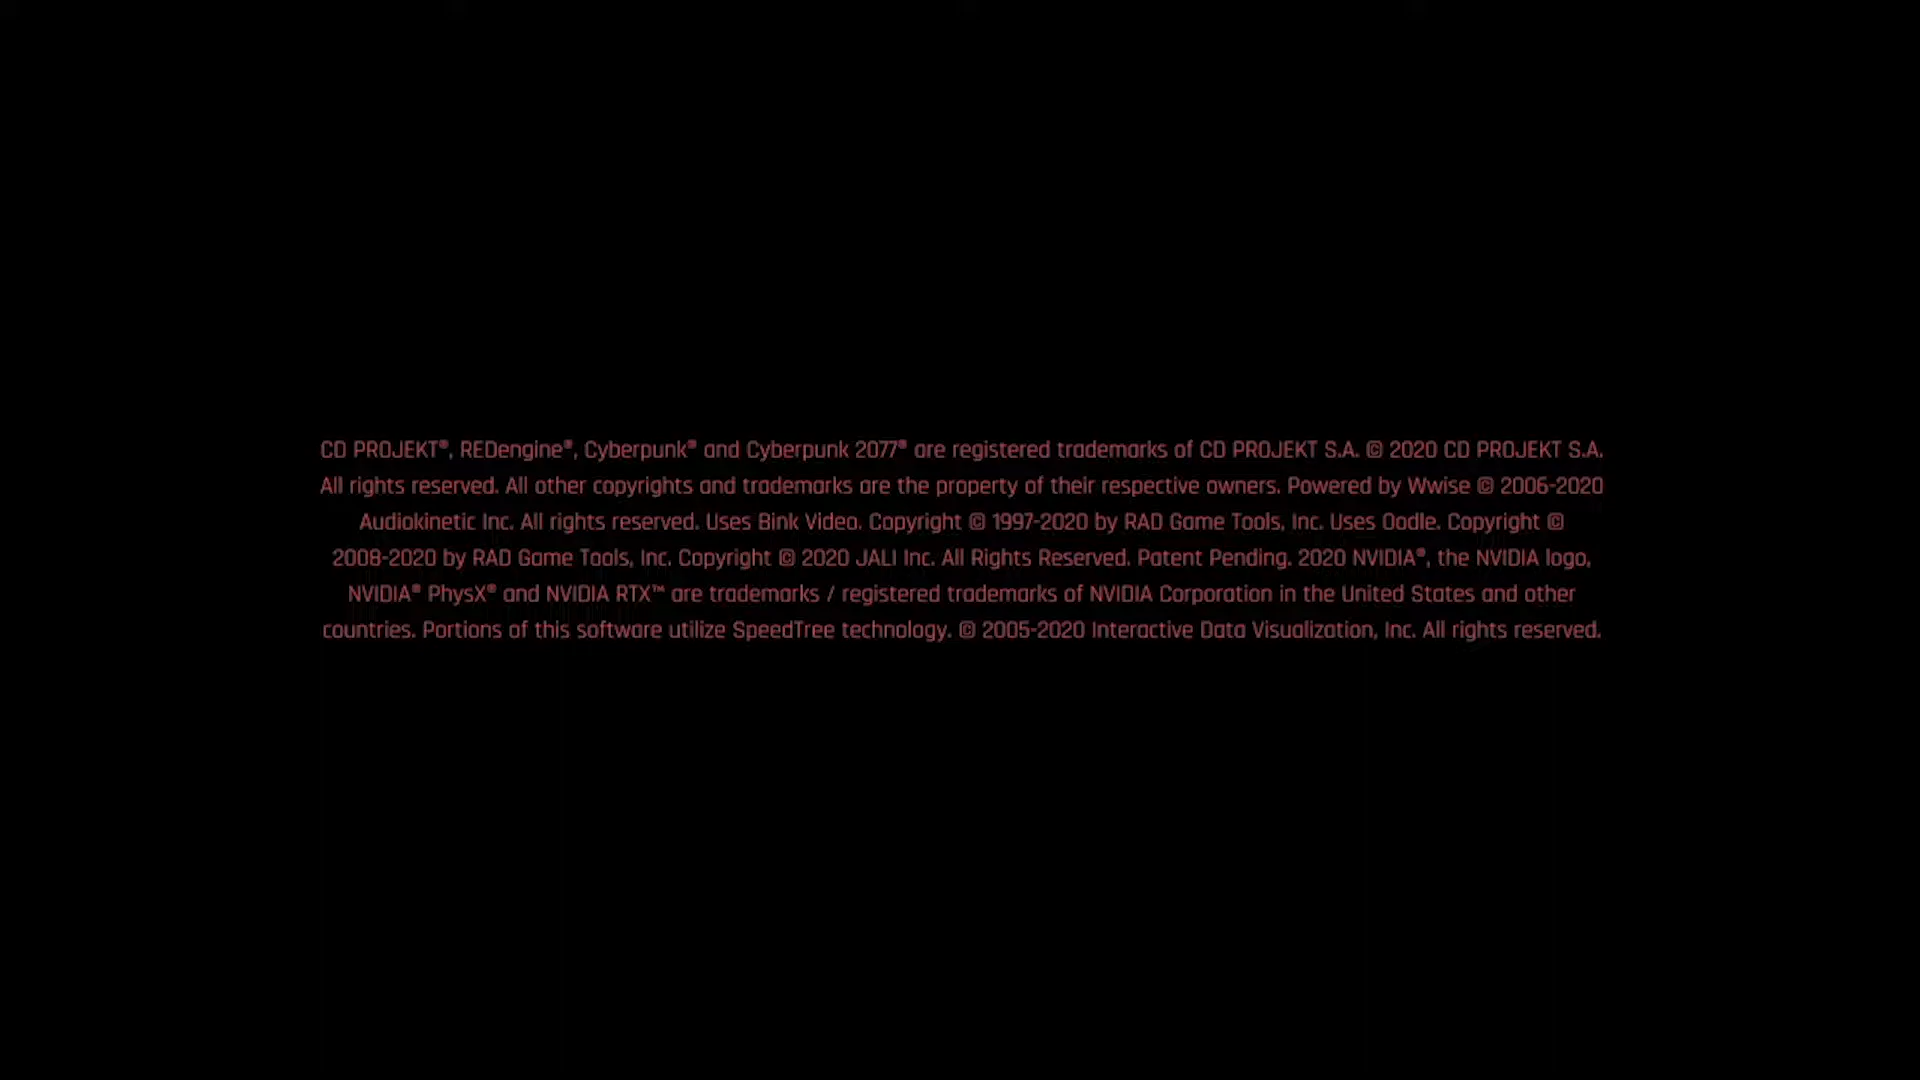 CD PROJEKT®, REDengine®, Cyberpunk® and Cyberpunk 2077® are registered trademarks of CD PROJEKT S.A. © 2020 CD PROJEKT S.A.
All rights reserved. All other copyrights and trademarks are the property of their respective owners. Powered by Wwise © 2006-2020
Audiokinetic Inc. All rights reserved. Uses Bink Video. Copyright © 1997-2020 by RAD Game Tools, Inc. Uses Oodle. Copyright ©
2008-2020 by RAD Game Tools, Inc. Copyright © 2020 JALI Inc. All Rights Reserved. Patent Pending. 2020 NVIDIA®, the NVIDIA logo,
NVIDIA® PhysX® and NVIDIA RTX™ are trademarks / registered trademarks of NVIDIA Corporation in the United States and other
countries. Portions of this software utilize SpeedTree technology. © 2005-2020 Interactive Data Visualization, Inc. All rights reserved.